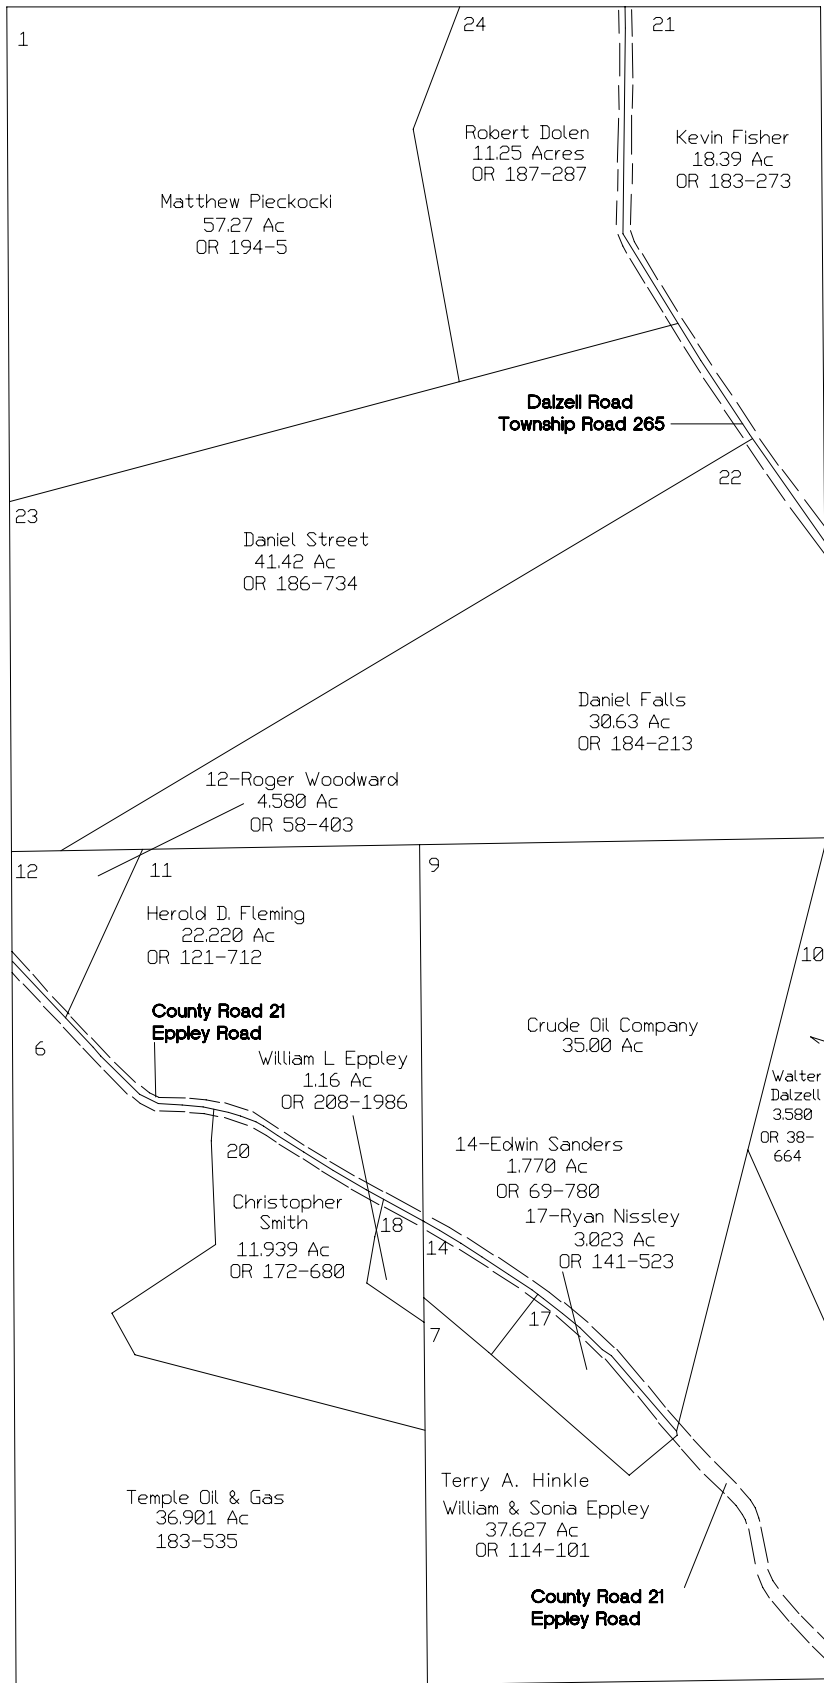 1
24
21
Robert Dolen
11.25 Acres
OR 187-287
Kevin Fisher
18.39 Ac
OR 183-273
Matthew Pieckocki
57.27 Ac
OR 194-5
Dalzell Road
Township Road 265
22
23
Daniel Street
41.42 Ac
OR 186-734
Daniel Falls
30.63 Ac
OR 184-213
12-Roger Woodward
4.580 Ac
OR 58-403
12
11
9
Herold D. Fleming
22.220 Ac
OR 121-712
10
County Road 21
Eppley Road
6
Crude Oil Company
35.00 Ac
William L Eppley
1.16 Ac
OR 208-1986
Walter
Dalzell
3.580
OR 38-
664
20
14-Edwin Sanders
1.770 Ac
OR 69-780
Christopher
Smith
11.939 Ac
OR 172-680
18
14
17-Ryan Nissley
3.023 Ac
OR 141-523
7
17
Terry A. Hinkle
William & Sonia Eppley
37.627 Ac
OR 114-101
Temple Oil & Gas
36.901 Ac
183-535
County Road 21
Eppley Road